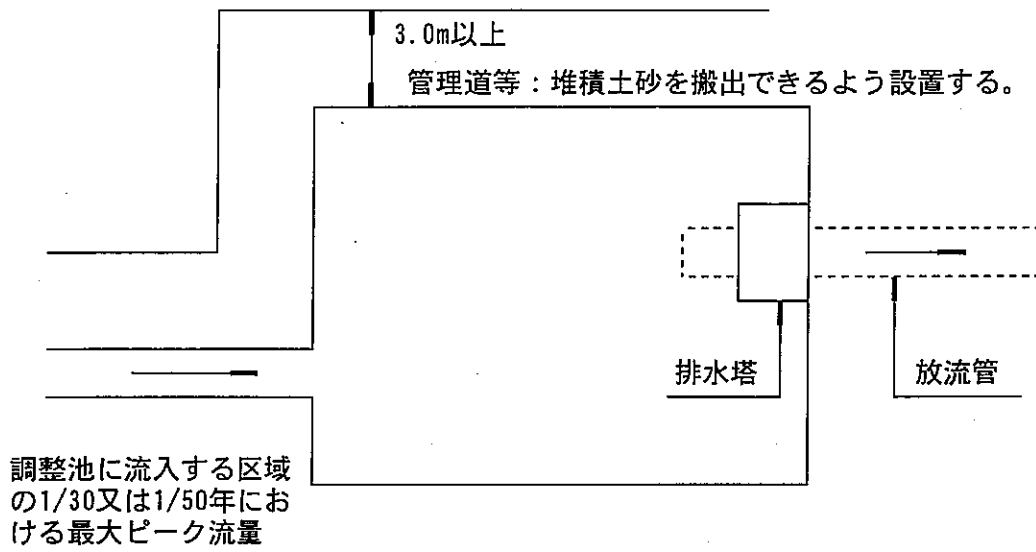 3.0m以上
管理道等：堆積土砂を搬出できるよう設置する。
排水塔
放流管
調整池に流入する区域
の1/30又は1/50年にお
ける最大ピーク流量